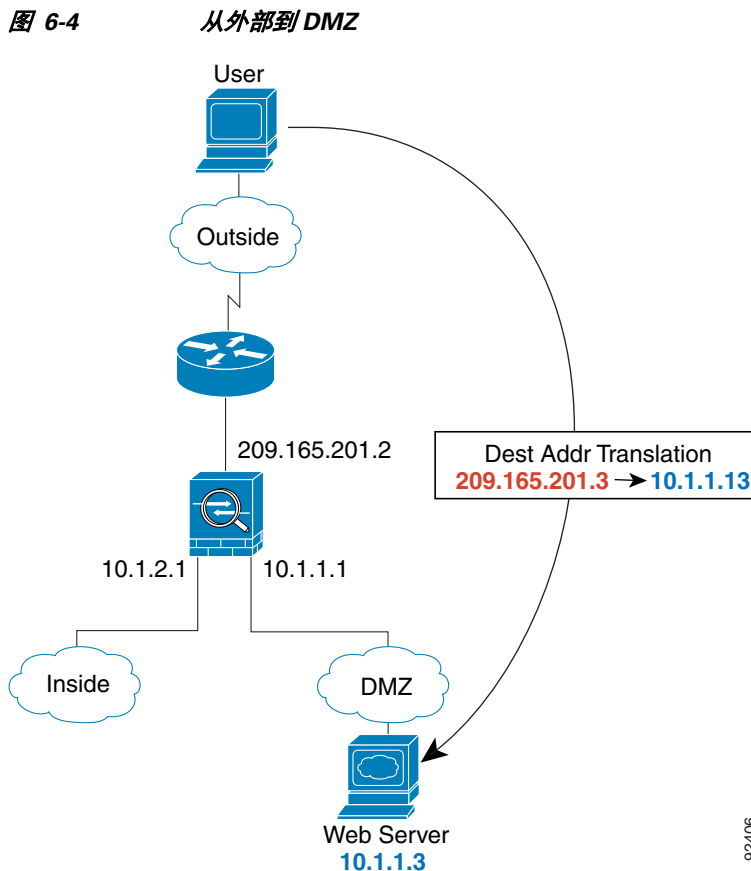 图 6-4 从外部到 DMZ
User
Outside
209.165.201.2
Dest Addr Translation
209.165.201.3 → 10.1.1.13
10.1.2.1
10.1.1.1
Inside
DMZ
Web Server
10.1.1.3
92406